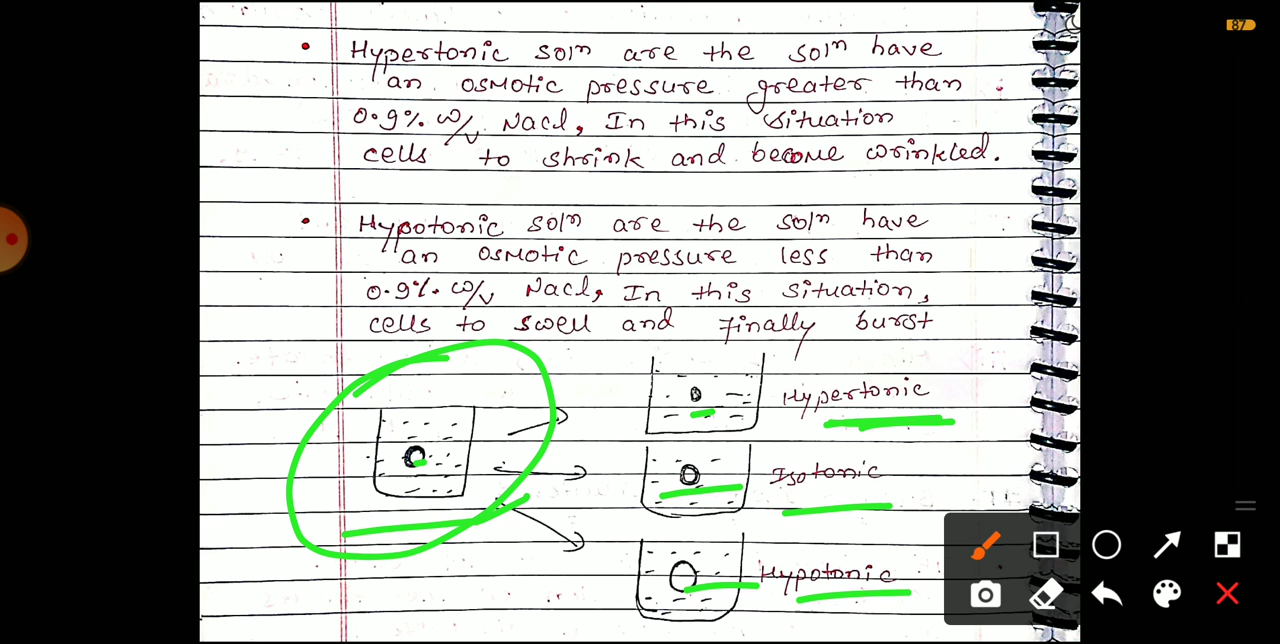 87
• Hypertonic solⁿ are the solⁿ have
an osmotic pressure greater than
0.9% w/v Nacl, In this situation
cells to shrink and become wrinkled.
• Hypotonic solⁿ are the solⁿ have
an osmotic pressure less than
0.9%. w/v Nacl, In this situation,
cells to swell and finally burst
Hypertonic
Isotonic
Hypotonic